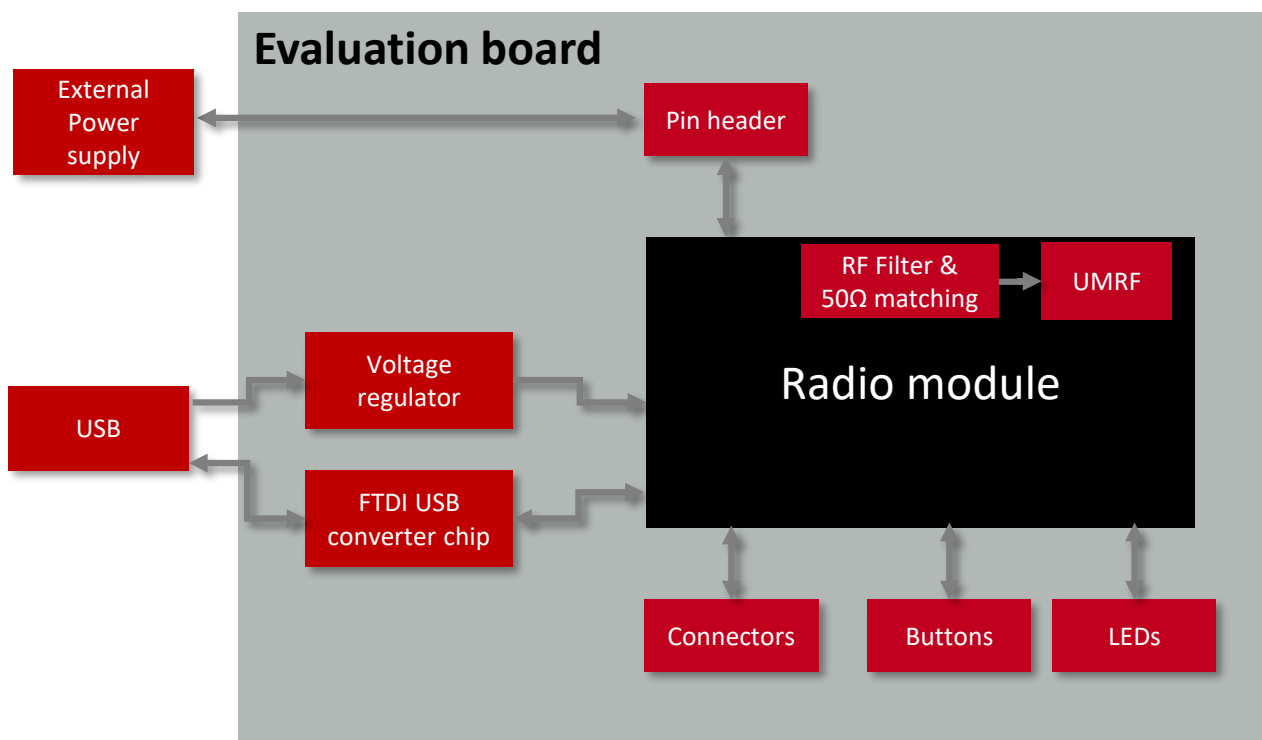 Evaluation board
External
Power
supply
Pin header
RF Filter &
50Ω matching
UMRF
Voltage
regulator
Radio module
USB
FTDI USB
converter chip
Connectors
Buttons
LEDs